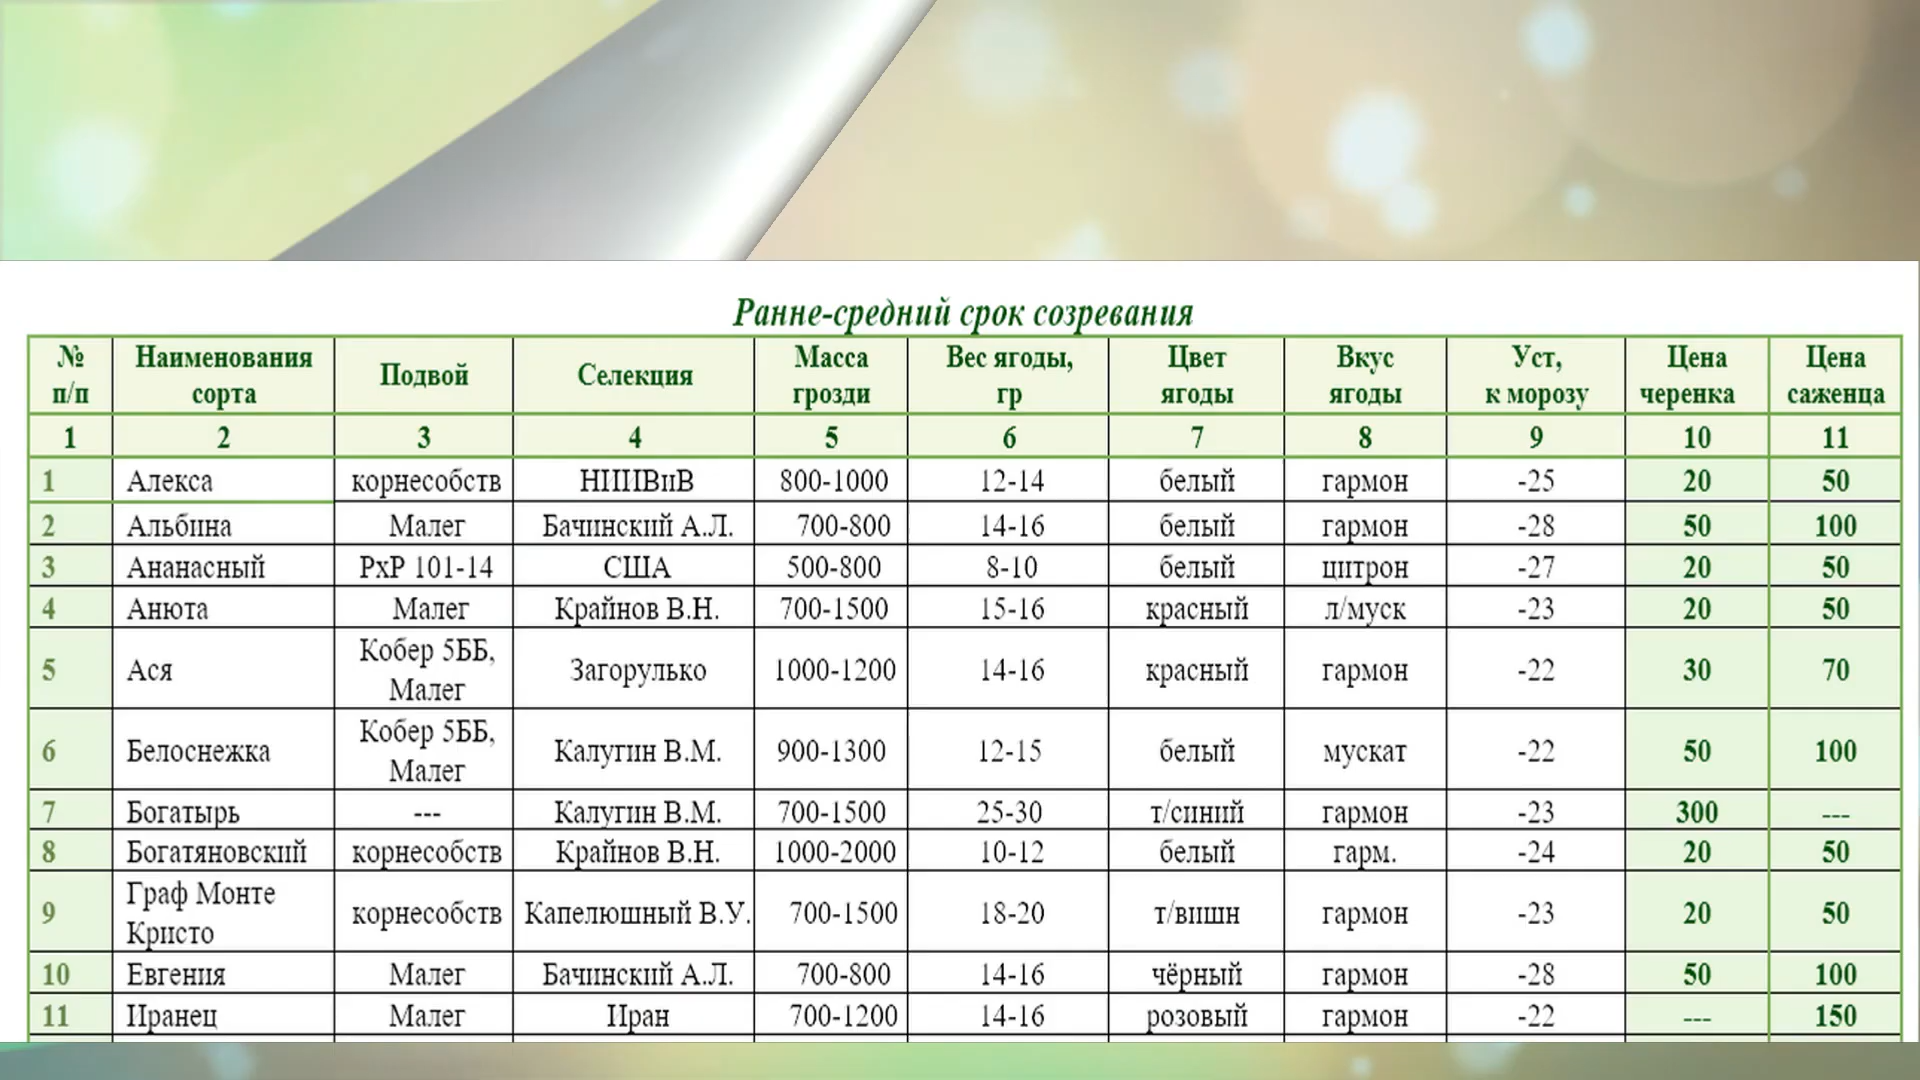 Ранне-средний срок созревания
№ п/п Наименования сорта Подвой Селекция Масса грозди Вес ягоды, гр Цвет ягоды Вкус ягоды Уст, к морозу Цена черенка Цена саженца
1 2 3 4 5 6 7 8 9 10 11
1 Алекса корнесобств НИИВиВ 800-1000 12-14 белый гармон -25 20 50
2 Альбина Малег Бачинский А.Л. 700-800 14-16 белый гармон -28 50 100
3 Ананасный РхР 101-14 США 500-800 8-10 белый цитрон -27 20 50
4 Анюта Малег Крайнов В.Н. 700-1500 15-16 красный л/муск -23 20 50
5 Ася Кобер 5ББ, Малег Загорулько 1000-1200 14-16 красный гармон -22 30 70
6 Белоснежка Кобер 5ББ, Малег Калугин В.М. 900-1300 12-15 белый мускат -22 50 100
7 Богатырь --- Калугин В.М. 700-1500 25-30 т/синий гармон -23 300 ---
8 Богатяновский корнесобств Крайнов В.Н. 1000-2000 10-12 белый гарм. -24 20 50
9 Граф Монте Кристо корнесобств Капелюшный В.У. 700-1500 18-20 т/вишн гармон -23 20 50
10 Евгения Малег Бачинский А.Л. 700-800 14-16 чёрный гармон -28 50 100
11 Иранец Малег Иран 700-1200 14-16 розовый гармон -22 --- 150